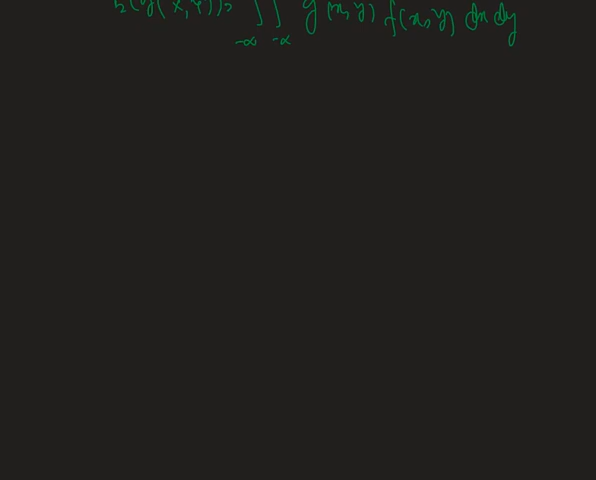 E(g(X,Y)) = ∫_{-∞} ∫_{-∞} g(x,y) f(x,y) dx dy